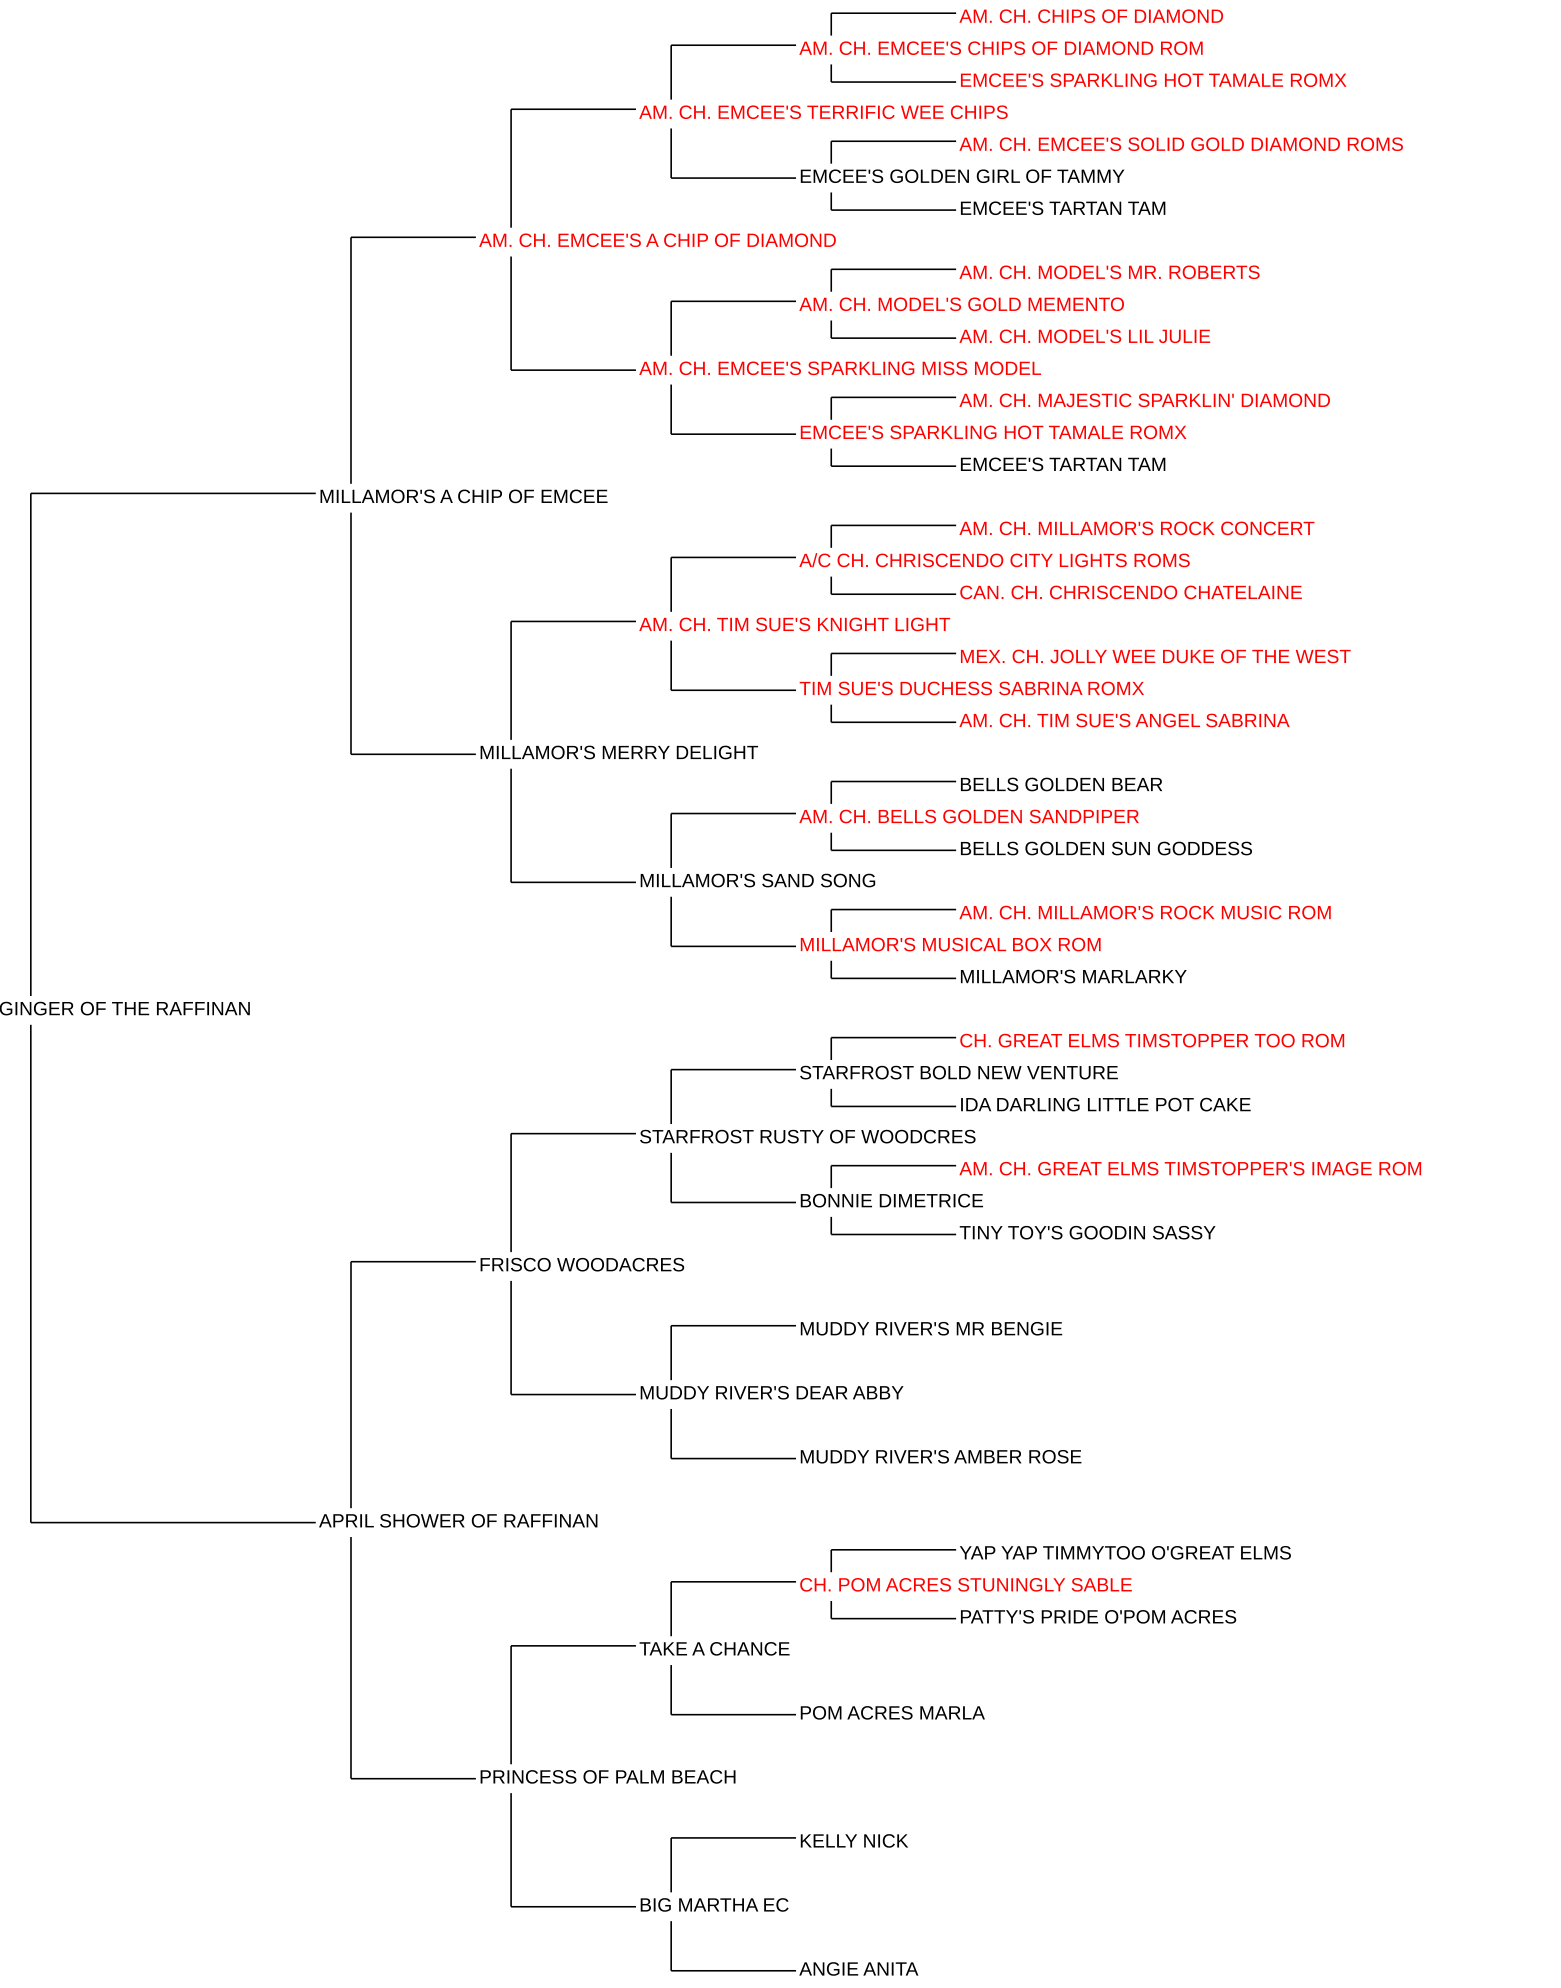 AM. CH. CHIPS OF DIAMOND
AM. CH. EMCEE'S CHIPS OF DIAMOND ROM
EMCEE'S SPARKLING HOT TAMALE ROMX
AM. CH. EMCEE'S TERRIFIC WEE CHIPS
AM. CH. EMCEE'S SOLID GOLD DIAMOND ROMS
EMCEE'S GOLDEN GIRL OF TAMMY
EMCEE'S TARTAN TAM
AM. CH. EMCEE'S A CHIP OF DIAMOND
AM. CH. MODEL'S MR. ROBERTS
AM. CH. MODEL'S GOLD MEMENTO
AM. CH. MODEL'S LIL JULIE
AM. CH. EMCEE'S SPARKLING MISS MODEL
AM. CH. MAJESTIC SPARKLIN' DIAMOND
EMCEE'S SPARKLING HOT TAMALE ROMX
EMCEE'S TARTAN TAM
MILLAMOR'S A CHIP OF EMCEE
AM. CH. MILLAMOR'S ROCK CONCERT
A/C CH. CHRISCENDO CITY LIGHTS ROMS
CAN. CH. CHRISCENDO CHATELAINE
AM. CH. TIM SUE'S KNIGHT LIGHT
MEX. CH. JOLLY WEE DUKE OF THE WEST
TIM SUE'S DUCHESS SABRINA ROMX
AM. CH. TIM SUE'S ANGEL SABRINA
MILLAMOR'S MERRY DELIGHT
BELLS GOLDEN BEAR
AM. CH. BELLS GOLDEN SANDPIPER
BELLS GOLDEN SUN GODDESS
MILLAMOR'S SAND SONG
AM. CH. MILLAMOR'S ROCK MUSIC ROM
MILLAMOR'S MUSICAL BOX ROM
MILLAMOR'S MARLARKY
GINGER OF THE RAFFINAN
CH. GREAT ELMS TIMSTOPPER TOO ROM
STARFROST BOLD NEW VENTURE
IDA DARLING LITTLE POT CAKE
STARFROST RUSTY OF WOODCRES
AM. CH. GREAT ELMS TIMSTOPPER'S IMAGE ROM
BONNIE DIMETRICE
TINY TOY'S GOODIN SASSY
FRISCO WOODACRES
MUDDY RIVER'S MR BENGIE
MUDDY RIVER'S DEAR ABBY
MUDDY RIVER'S AMBER ROSE
APRIL SHOWER OF RAFFINAN
YAP YAP TIMMYTOO O'GREAT ELMS
CH. POM ACRES STUNINGLY SABLE
PATTY'S PRIDE O'POM ACRES
TAKE A CHANCE
POM ACRES MARLA
PRINCESS OF PALM BEACH
KELLY NICK
BIG MARTHA EC
ANGIE ANITA